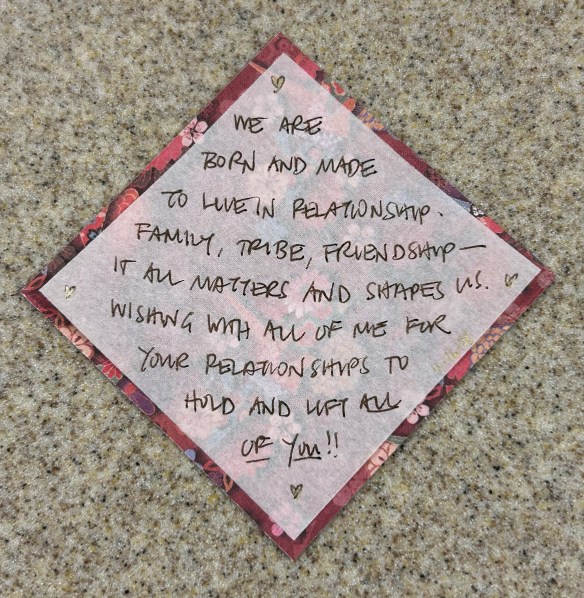 WE ARE
BORN AND MADE
TO LIVE IN RELATIONSHIP.
FAMILY, TRIBE, FRIENDSHIP—
IT ALL MATTERS AND SHAPES US.
WISHING WITH ALL OF ME FOR
YOUR RELATIONSHIPS TO
HOLD AND LIFT ALL
OF YOU!!